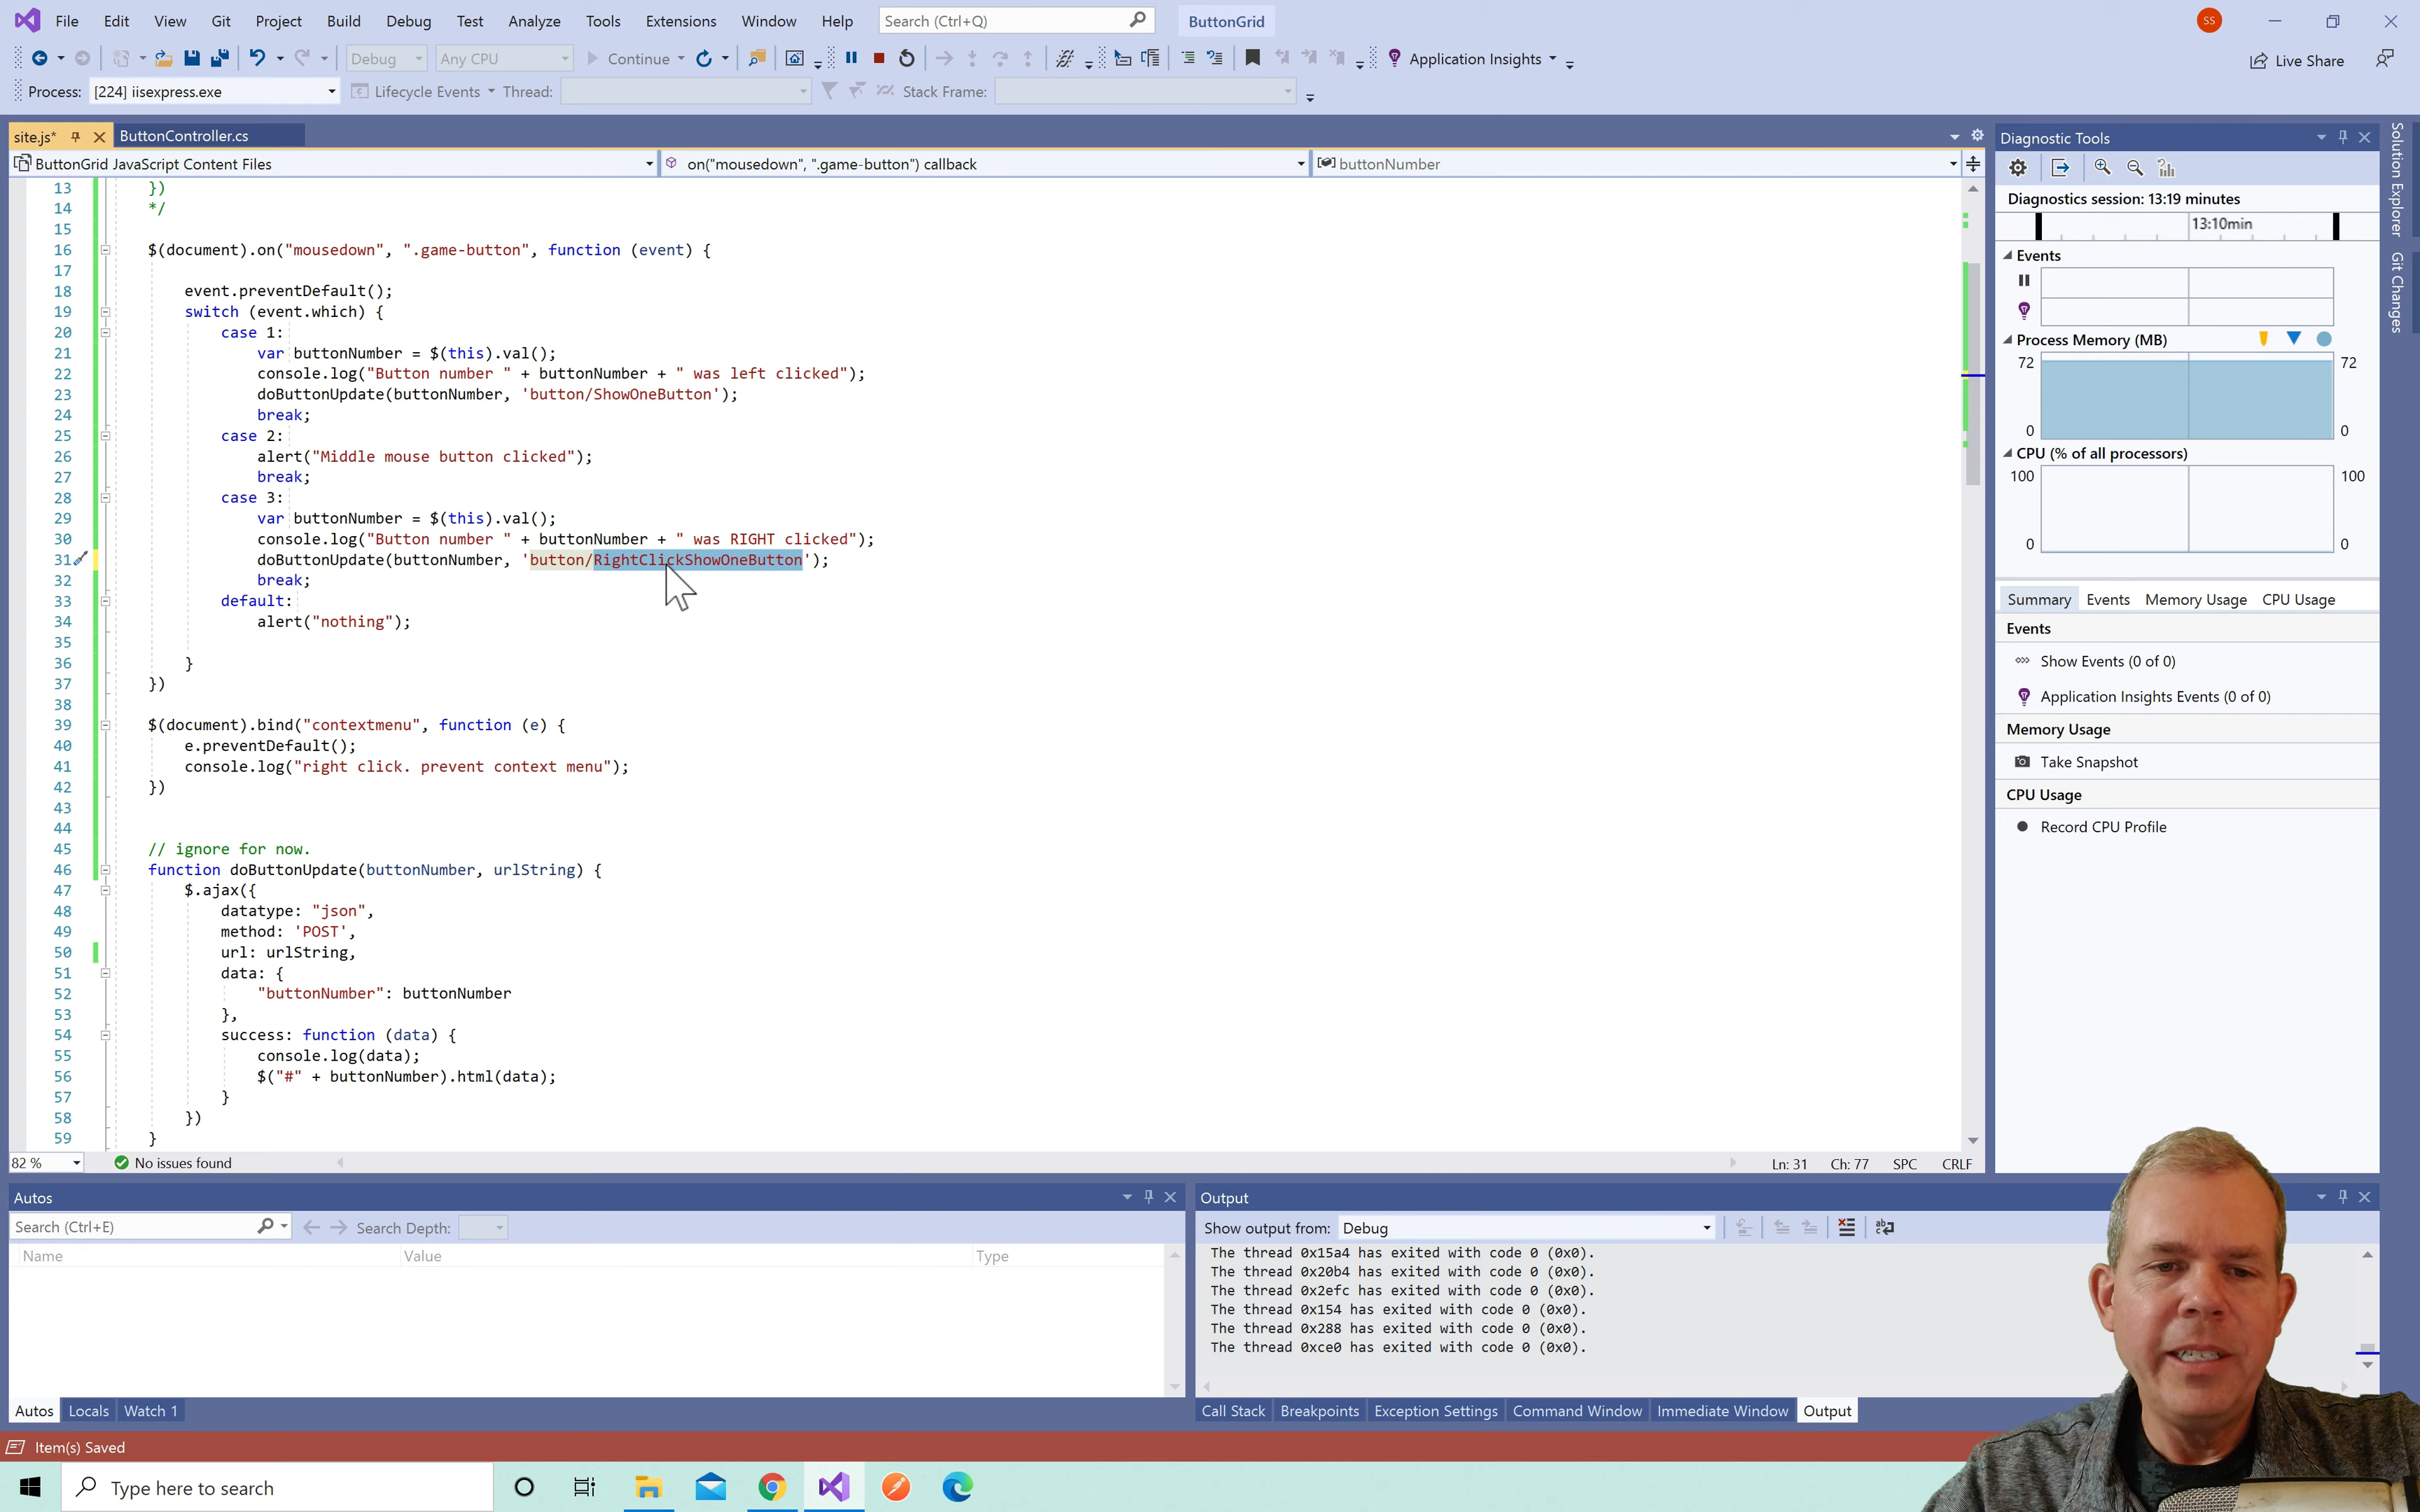 File Edit View Git Project Build Debug Test Analyze Tools Extensions Window Help Search (Ctrl+Q) ButtonGrid SS
Debug Any CPU Continue Application Insights Live Share
Process: [224] iisexpress.exe Lifecycle Events Thread: Stack Frame:
site.js* ButtonController.cs
ButtonGrid JavaScript Content Files on("mousedown", ".game-button") callback buttonNumber
13 })
14 */
15
16 $(document).on("mousedown", ".game-button", function (event) {
17
18 event.preventDefault();
19 switch (event.which) {
20 case 1:
21 var buttonNumber = $(this).val();
22 console.log("Button number " + buttonNumber + " was left clicked");
23 doButtonUpdate(buttonNumber, 'button/ShowOneButton');
24 break;
25 case 2:
26 alert("Middle mouse button clicked");
27 break;
28 case 3:
29 var buttonNumber = $(this).val();
30 console.log("Button number " + buttonNumber + " was RIGHT clicked");
31 doButtonUpdate(buttonNumber, 'button/RightClickShowOneButton');
32 break;
33 default:
34 alert("nothing");
35
36 }
37 })
38
39 $(document).bind("contextmenu", function (e) {
40 e.preventDefault();
41 console.log("right click. prevent context menu");
42 })
43
44
45 // ignore for now.
46 function doButtonUpdate(buttonNumber, urlString) {
47 $.ajax({
48 datatype: "json",
49 method: 'POST',
50 url: urlString,
51 data: {
52 "buttonNumber": buttonNumber
53 },
54 success: function (data) {
55 console.log(data);
56 $("#" + buttonNumber).html(data);
57 }
58 })
59 }
82 % No issues found Ln: 31 Ch: 77 SPC CRLF
Diagnostic Tools
Diagnostics session: 13:19 minutes
13:10min
Events
Process Memory (MB)
72 72
0 0
CPU (% of all processors)
100 100
0 0
Summary Events Memory Usage CPU Usage
Events
Show Events (0 of 0)
Application Insights Events (0 of 0)
Memory Usage
Take Snapshot
CPU Usage
Record CPU Profile
Solution Explorer
Git Changes
Autos
Search (Ctrl+E) Search Depth:
Name Value Type
Autos Locals Watch 1
Output
Show output from: Debug
The thread 0x15a4 has exited with code 0 (0x0).
The thread 0x20b4 has exited with code 0 (0x0).
The thread 0x2efc has exited with code 0 (0x0).
The thread 0x154 has exited with code 0 (0x0).
The thread 0x288 has exited with code 0 (0x0).
The thread 0xce0 has exited with code 0 (0x0).
Call Stack Breakpoints Exception Settings Command Window Immediate Window Output
Item(s) Saved
Type here to search